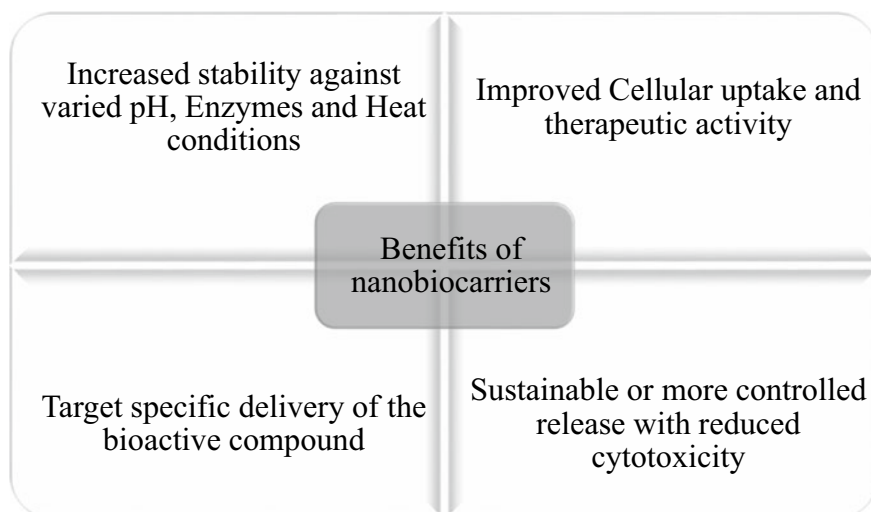 Increased stability against
varied pH, Enzymes and Heat
conditions
Improved Cellular uptake and
therapeutic activity
Benefits of
nanobiocarriers
Target specific delivery of the
bioactive compound
Sustainable or more controlled
release with reduced
cytotoxicity